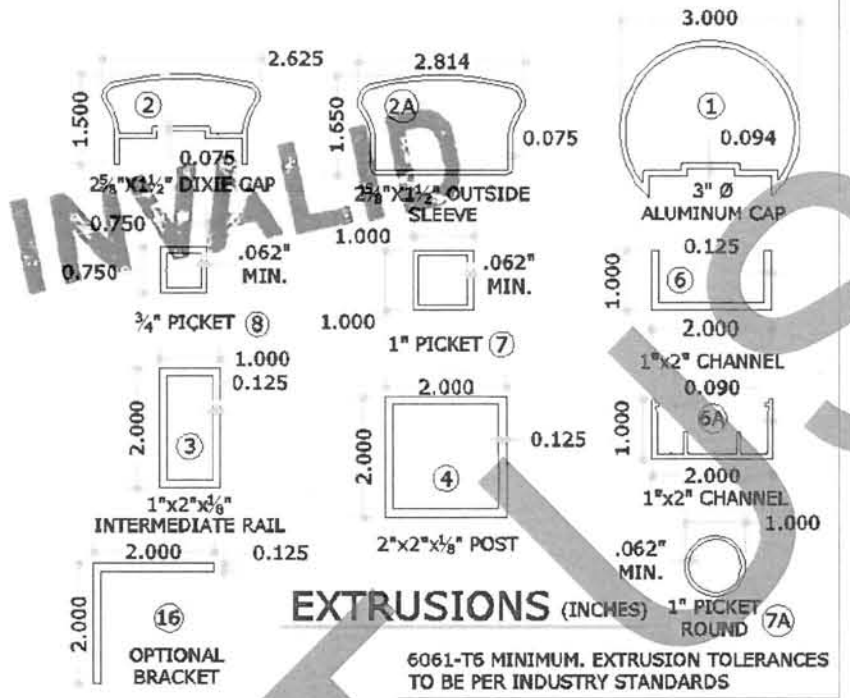 3.000
2.625
2.814
1.500
2
1.650
2A
1
0.075
0.094
0.075
2⅝"X1½" DIXIE CAP
2⅝"X1½" OUTSIDE
SLEEVE
3" Ø
ALUMINUM CAP
INVALID
0.750
0.750
.062"
MIN.
¾" PICKET 8
1.000
.062"
MIN.
1.000
1" PICKET 7
0.125
1.000
6
2.000
1"x2" CHANNEL
1.000
0.125
2.000
3
1"x2"x⅛"
INTERMEDIATE RAIL
2.000
2.000
0.125
4
2"x2"x⅛" POST
0.090
1.000
6A
2.000
1"x2" CHANNEL
2.000
0.125
2.000
16
OPTIONAL
BRACKET
1.000
.062"
MIN.
1" PICKET
ROUND 7A
EXTRUSIONS (INCHES)
6061-T6 MINIMUM. EXTRUSION TOLERANCES
TO BE PER INDUSTRY STANDARDS